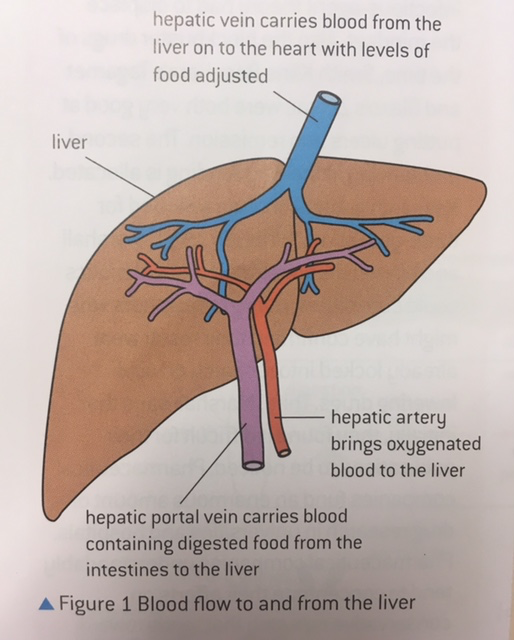 hepatic vein carries blood from the
liver on to the heart with levels of
food adjusted
liver
hepatic artery
brings oxygenated
blood to the liver
hepatic portal vein carries blood
containing digested food from the
intestines to the liver
▲ Figure 1 Blood flow to and from the liver